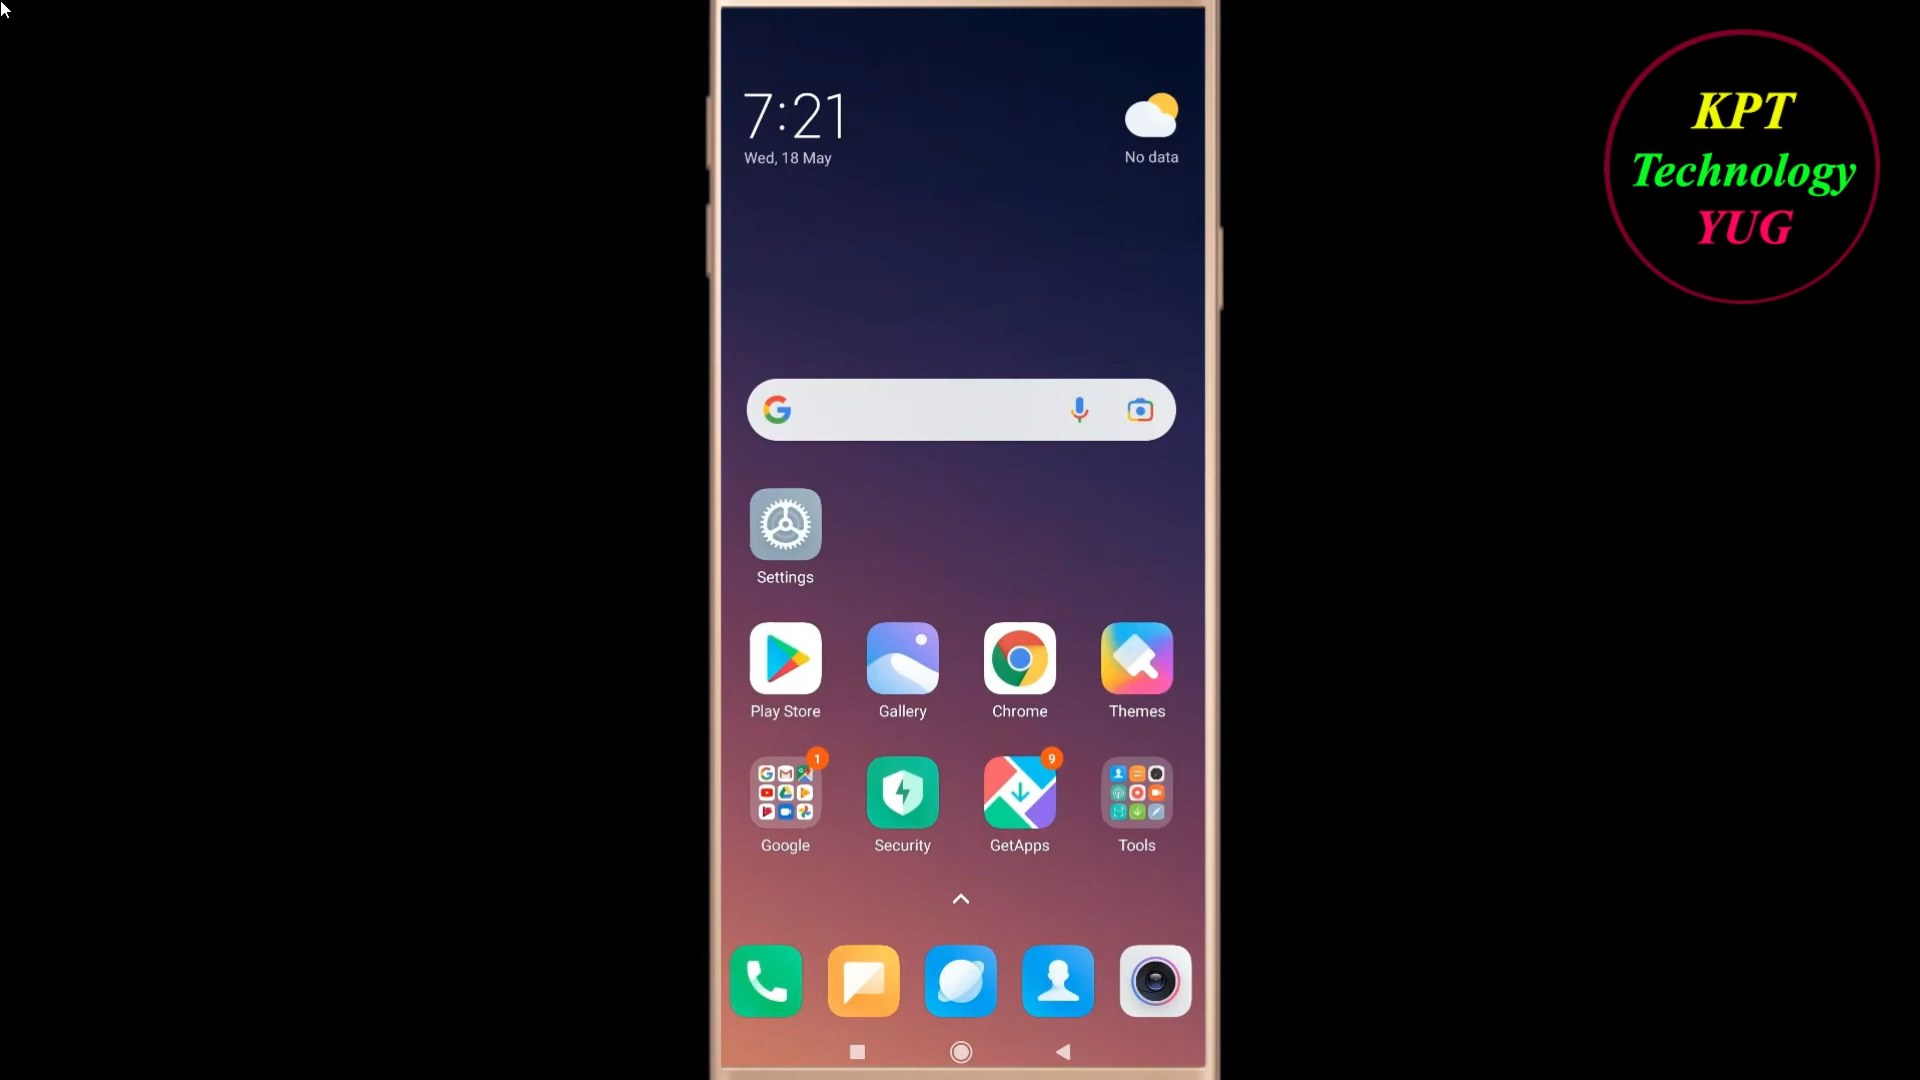 7:21
Wed, 18 May
No data
KPT
Technology
YUG
Settings
Play Store
Gallery
Chrome
Themes
1
9
Google
Security
GetApps
Tools